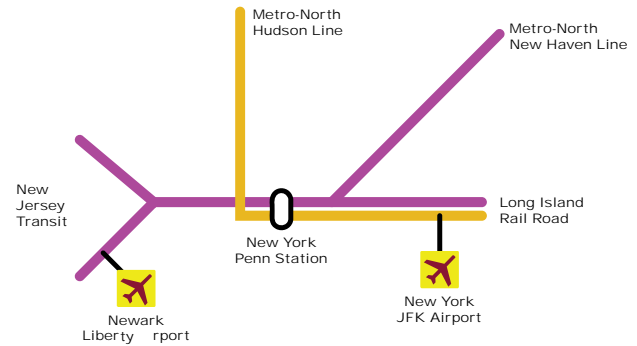 Metro-North
Hudson Line
Metro-North
New Haven Line
New
Jersey
Transit
Long Island
Rail Road
New York
Penn Station
New York
JFK Airport
Newark
Liberty rport